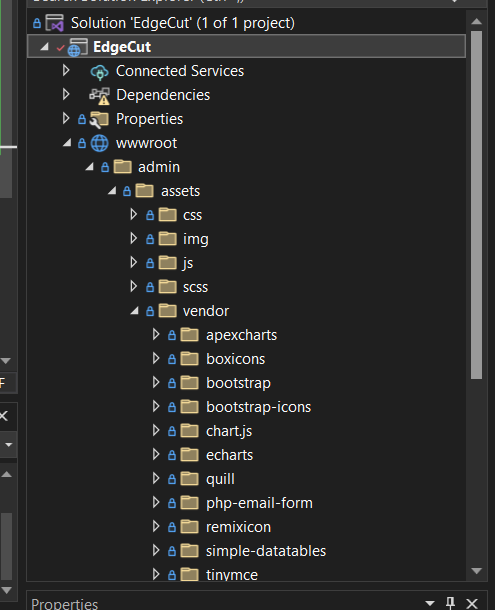 Solution 'EdgeCut' (1 of 1 project)
EdgeCut
Connected Services
Dependencies
Properties
wwwroot
admin
assets
css
img
js
scss
vendor
apexcharts
boxicons
bootstrap
bootstrap-icons
chart.js
echarts
quill
php-email-form
remixicon
simple-datatables
tinymce
F
Properties